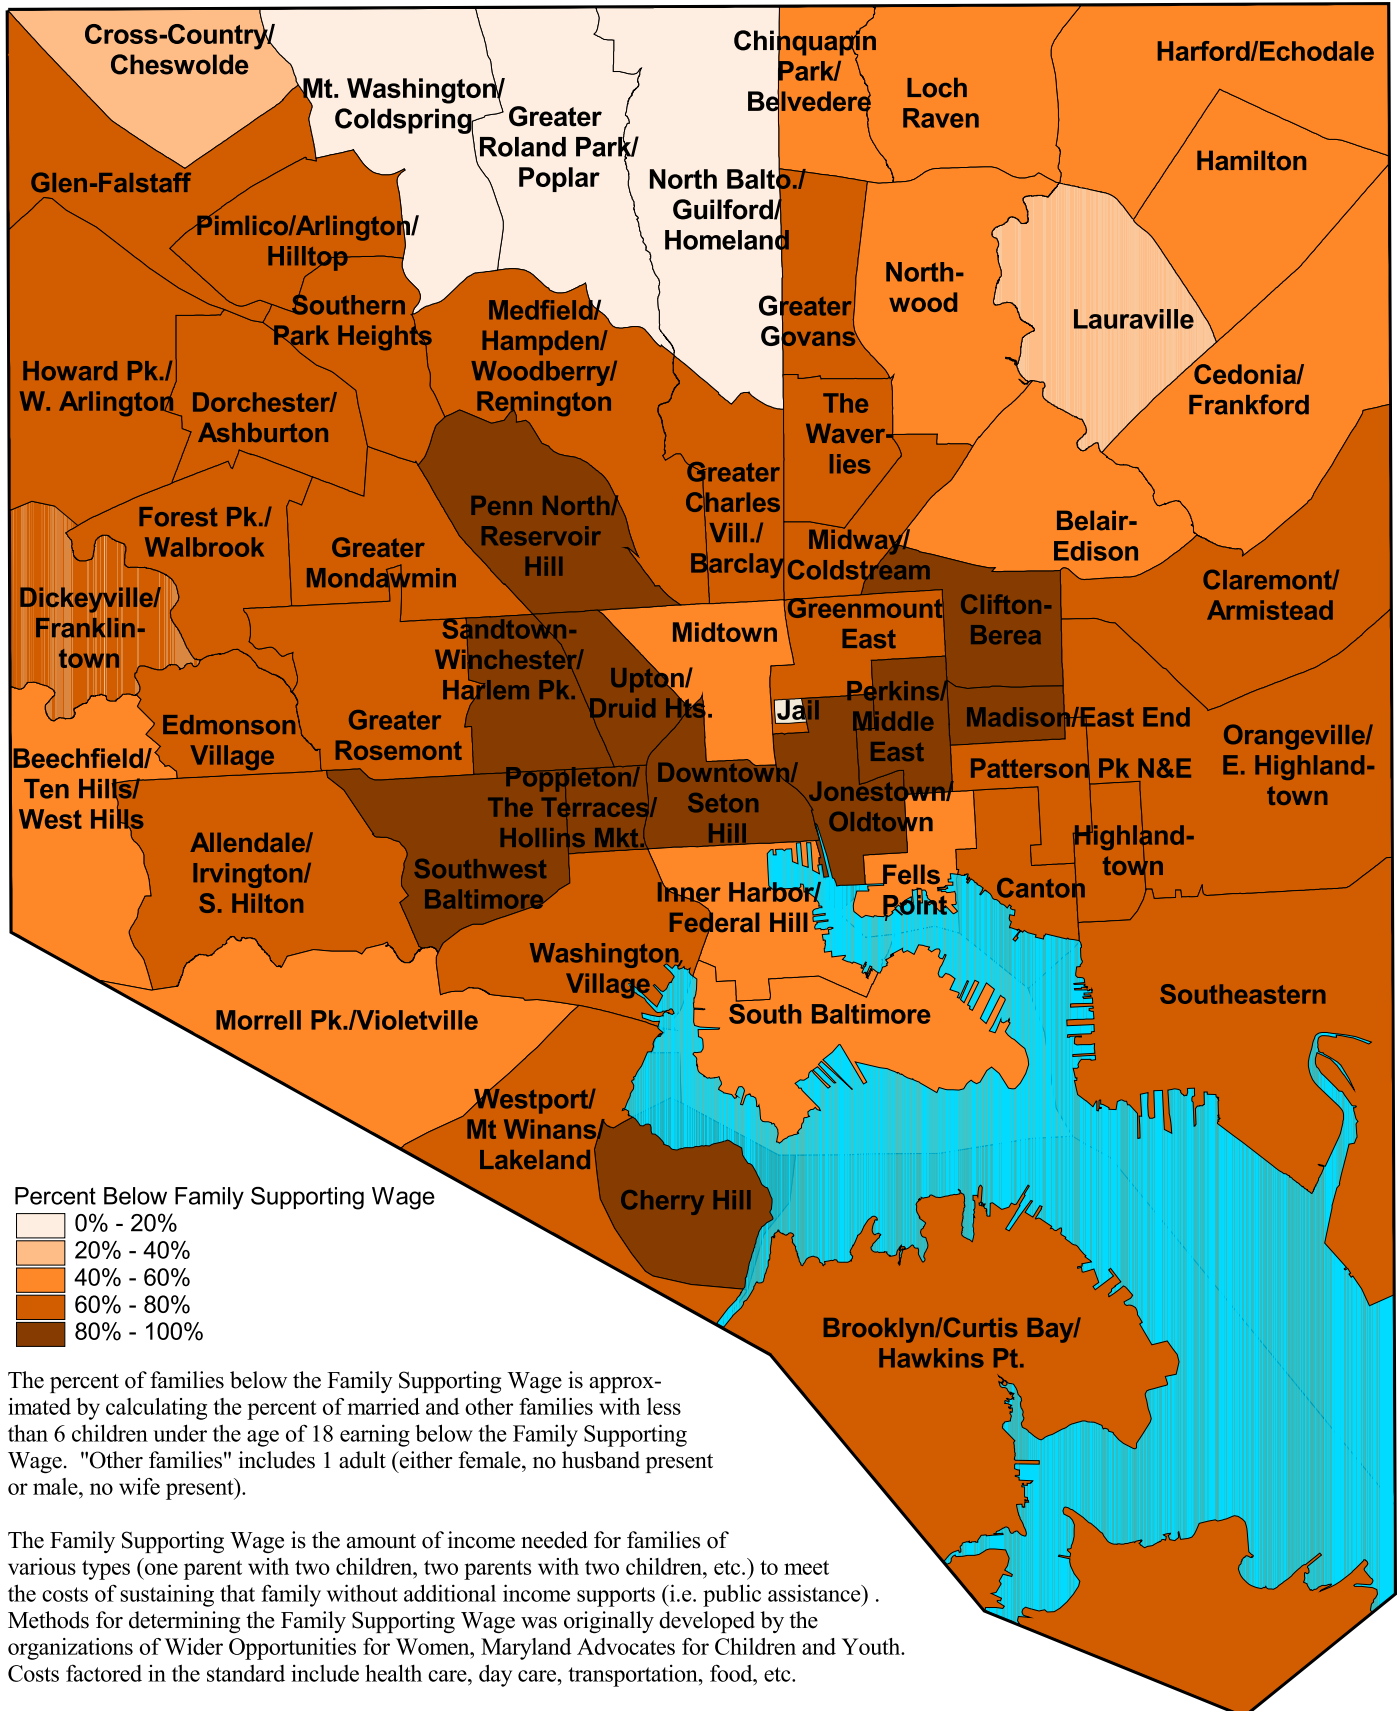 Cross-Country/
Cheswolde
Mt. Washington/
Coldspring
Greater
Roland Park/
Poplar
North Balto./
Guilford/
Homeland
Chinquapin
Park/
Belvedere
Loch
Raven
Harford/Echodale
Hamilton
Glen-Falstaff
Pimlico/Arlington/
Hilltop
Southern
Park Heights
Medfield/
Hampden/
Woodberry/
Remington
Greater
Govans
North-
wood
Lauraville
Cedonia/
Frankford
Howard Pk./
W. Arlington
Dorchester/
Ashburton
The
Waver-
lies
Greater
Charles
Vill./
Barclay
Penn North/
Reservoir
Hill
Forest Pk./
Walbrook
Greater
Mondawmin
Midway/
Coldstream
Belair-
Edison
Claremont/
Armistead
Dickeyville/
Franklin-
town
Sandtown-
Winchester/
Harlem Pk.
Midtown
Greenmount
East
Clifton-
Berea
Upton/
Druid Hts.
Jail
Perkins/
Middle
East
Madison/East End
Edmonson
Village
Greater
Rosemont
Beechfield/
Ten Hills/
West Hills
Poppleton/
The Terraces/
Hollins Mkt.
Downtown/
Seton
Hill
Jonestown/
Oldtown
Patterson Pk N&E
Orangeville/
E. Highland-
town
Highland-
town
Allendale/
Irvington/
S. Hilton
Southwest
Baltimore
Inner Harbor/
Federal Hill
Fells
Point
Canton
Washington
Village
South Baltimore
Southeastern
Morrell Pk./Violetville
Westport/
Mt Winans/
Lakeland
Cherry Hill
Brooklyn/Curtis Bay/
Hawkins Pt.
Percent Below Family Supporting Wage
0% - 20%
20% - 40%
40% - 60%
60% - 80%
80% - 100%
The percent of families below the Family Supporting Wage is approx-
imated by calculating the percent of married and other families with less
than 6 children under the age of 18 earning below the Family Supporting
Wage.  "Other families" includes 1 adult (either female, no husband present
or male, no wife present).
The Family Supporting Wage is the amount of income needed for families of
various types (one parent with two children, two parents with two children, etc.) to meet
the costs of sustaining that family without additional income supports (i.e. public assistance) .
Methods for determining the Family Supporting Wage was originally developed by the
organizations of Wider Opportunities for Women, Maryland Advocates for Children and Youth.
Costs factored in the standard include health care, day care, transportation, food, etc.